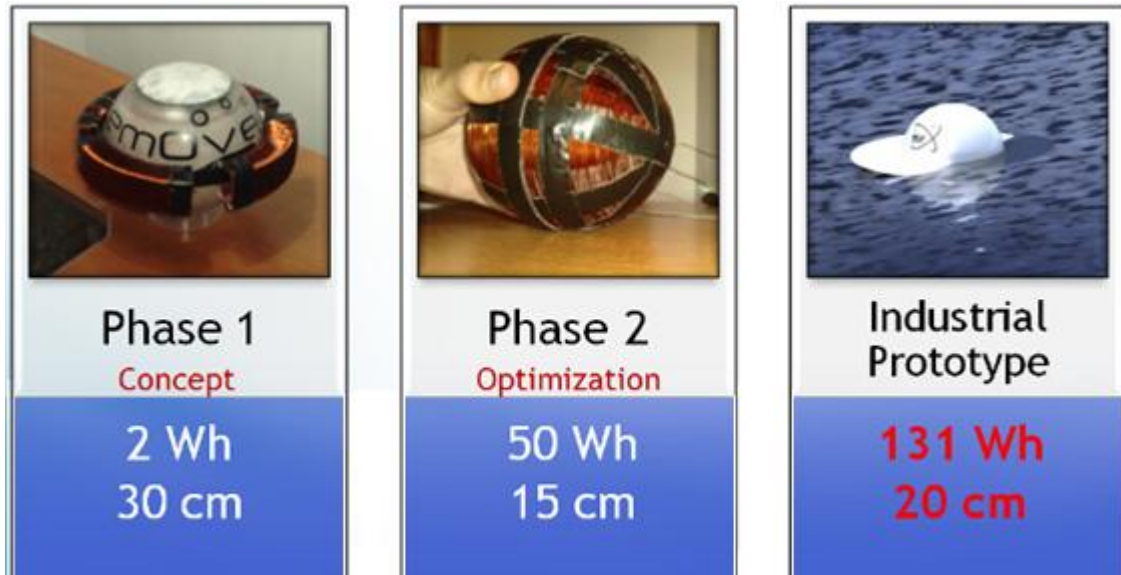 emove
Phase 1
Concept
2 Wh
30 cm
Phase 2
Optimization
50 Wh
15 cm
Industrial
Prototype
131 Wh
20 cm